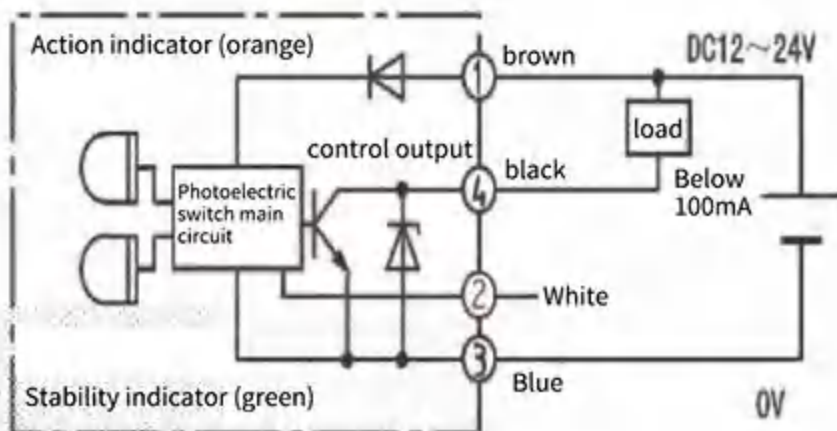 Action indicator (orange)
1
brown
DC12~24V
load
control output
black
4
Below
100mA
Photoelectric
switch main
circuit
2
White
3
Blue
Stability indicator (green)
0V